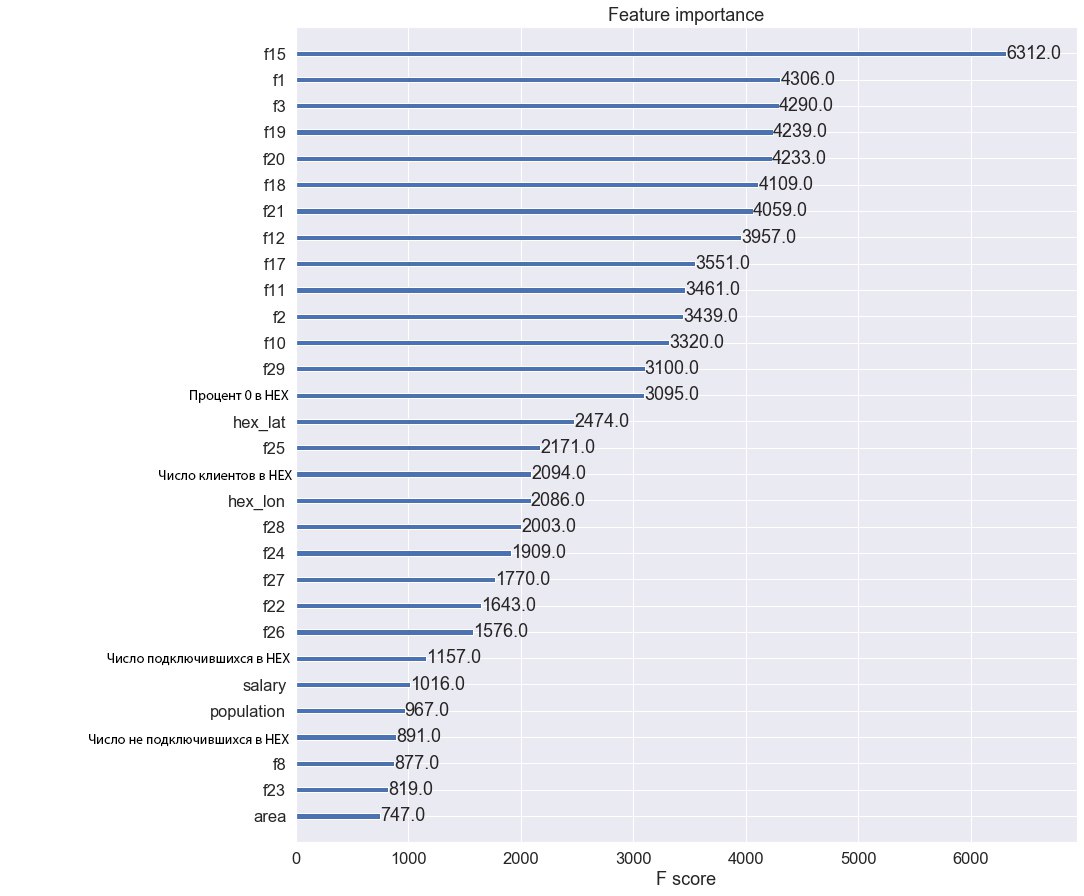 Feature importance
f15 6312.0
f1 4306.0
f3 4290.0
f19 4239.0
f20 4233.0
f18 4109.0
f21 4059.0
f12 3957.0
f17 3551.0
f11 3461.0
f2 3439.0
f10 3320.0
f29 3100.0
Процент 0 в HEX 3095.0
hex_lat 2474.0
f25 2171.0
Число клиентов в HEX 2094.0
hex_lon 2086.0
f28 2003.0
f24 1909.0
f27 1770.0
f22 1643.0
f26 1576.0
Число подключившихся в HEX 1157.0
salary 1016.0
population 967.0
Число не подключившихся в HEX 891.0
f8 877.0
f23 819.0
area 747.0
0 1000 2000 3000 4000 5000 6000
F score